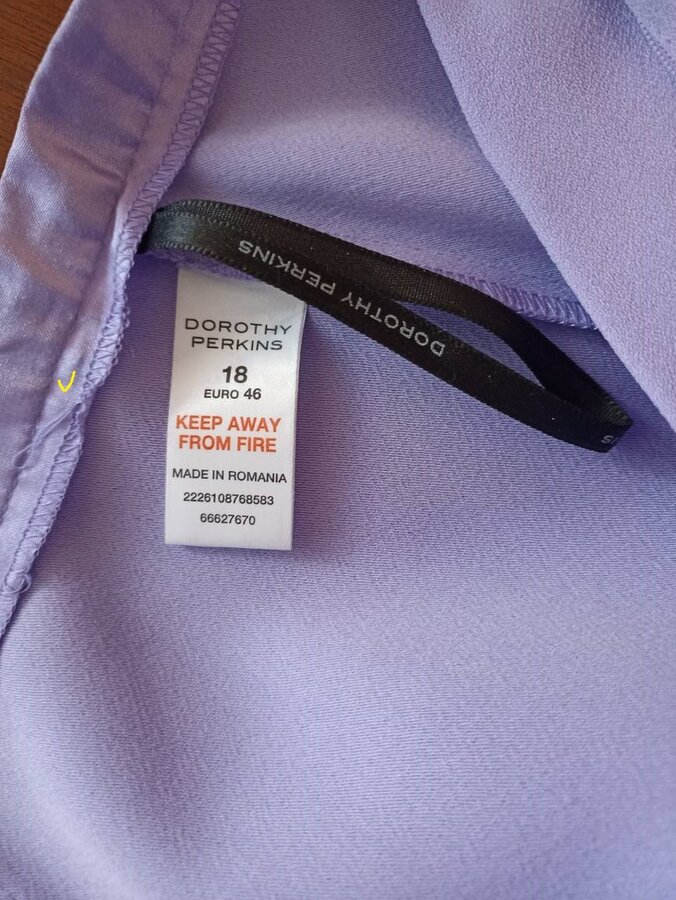 DOROTHY
PERKINS
18
EURO 46
KEEP AWAY
FROM FIRE
MADE IN ROMANIA
2226108768583
66627670
DOROTHY PERKINS